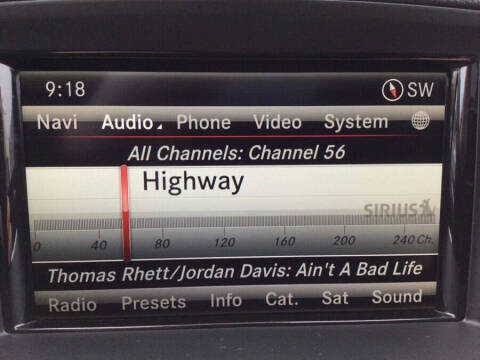 9:18 SW
Navi Audio Phone Video System
All Channels: Channel 56
Highway
SIRIUS
0 40 80 120 160 200 240 Ch.
Thomas Rhett/Jordan Davis: Ain't A Bad Life
Radio Presets Info Cat. Sat Sound